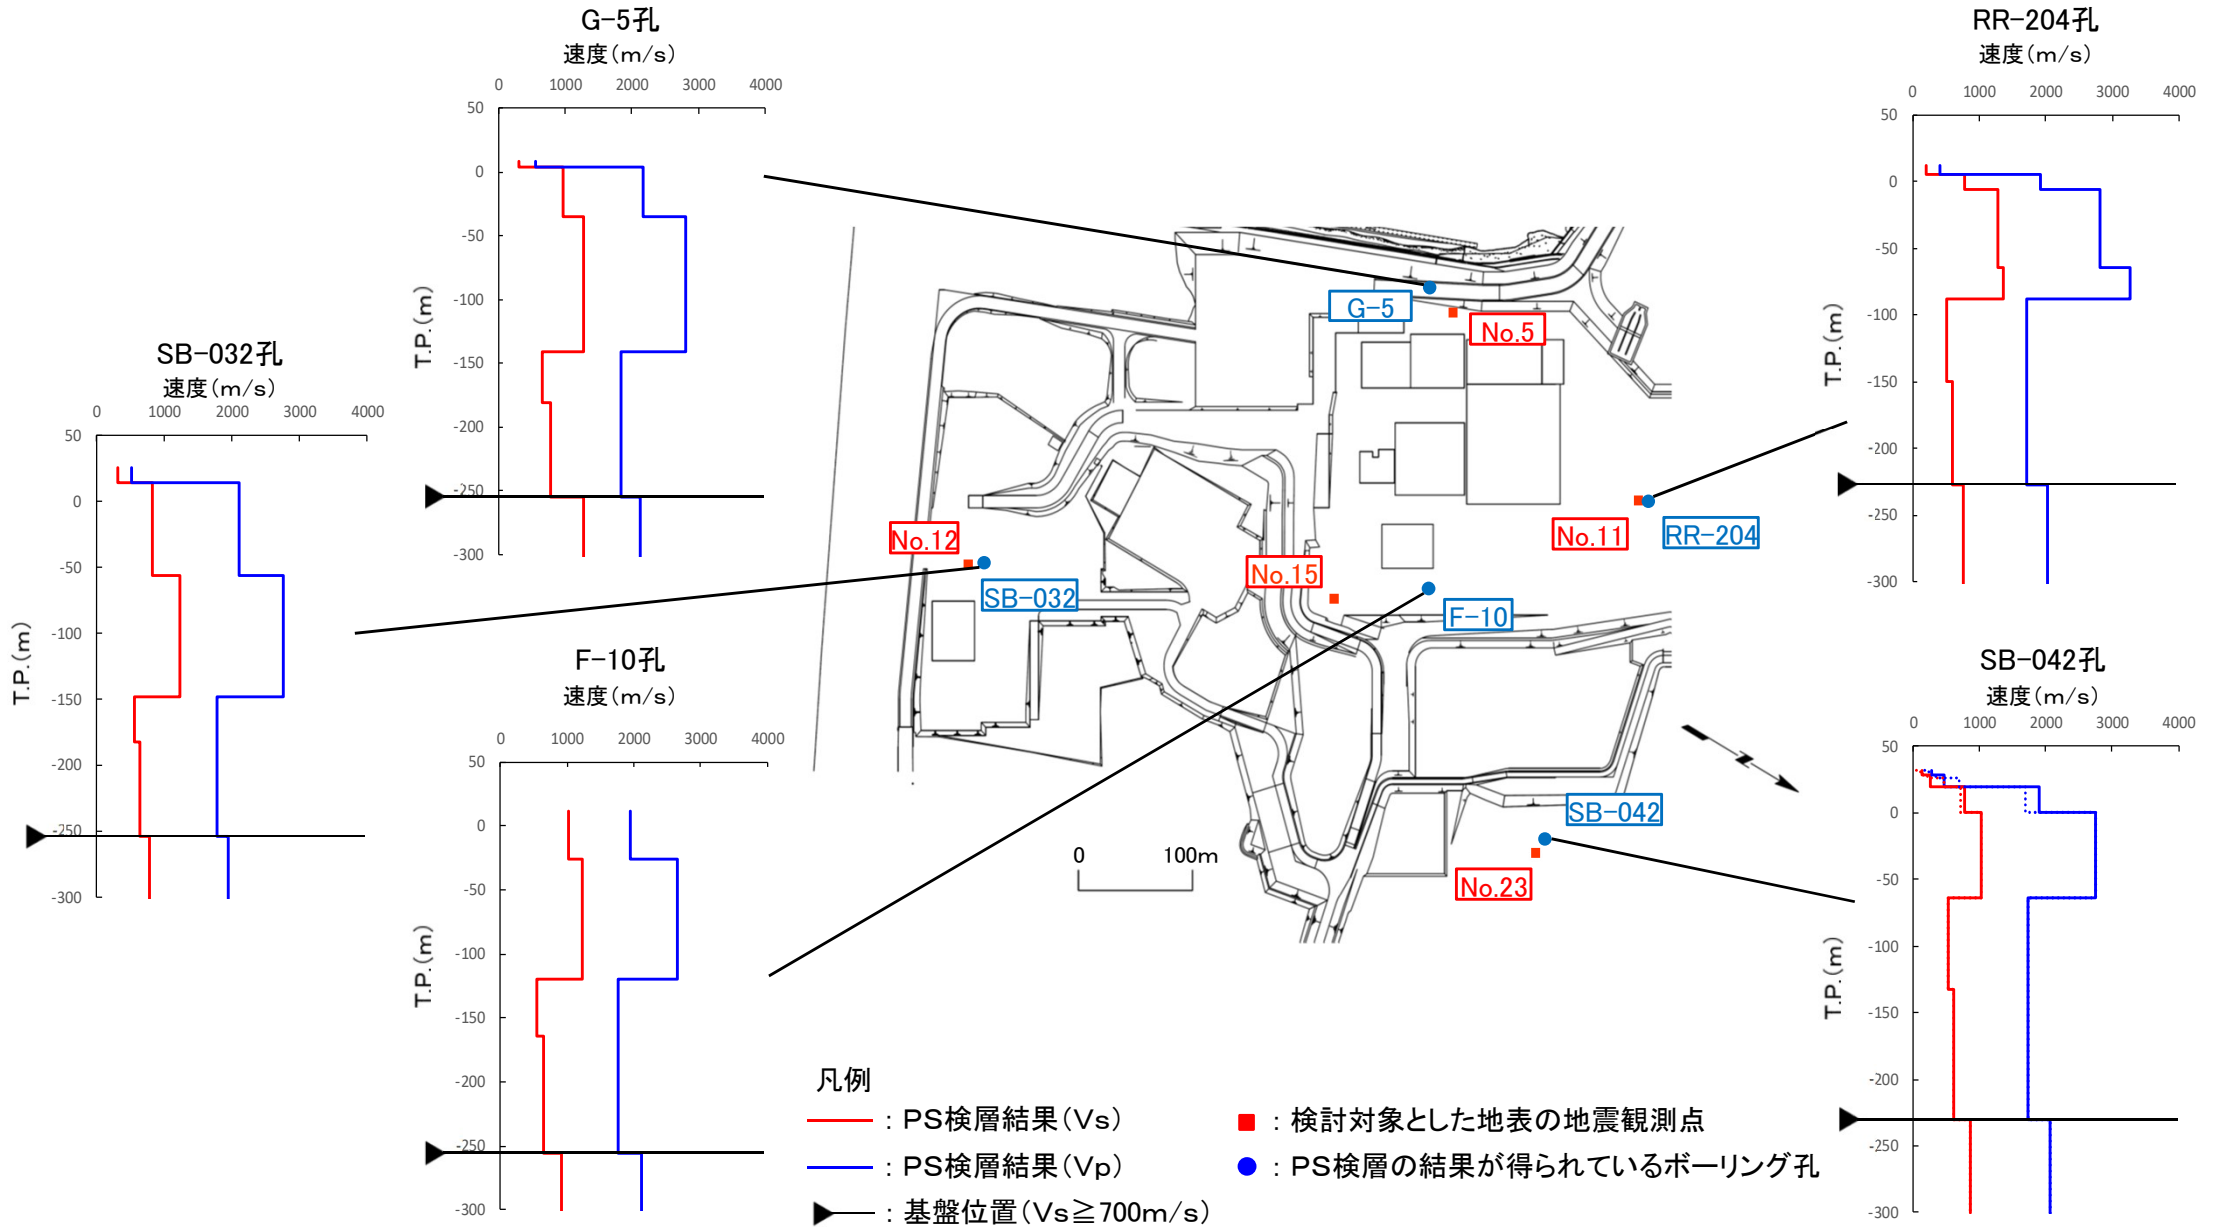 G-5孔
速度(m/s)
0 1000 2000 3000 4000
50
0
-50
-100
-150
-200
-250
-300
T.P.(m)
RR-204孔
速度(m/s)
0 1000 2000 3000 4000
50
0
-50
-100
-150
-200
-250
-300
T.P.(m)
SB-032孔
速度(m/s)
0 1000 2000 3000 4000
50
0
-50
-100
-150
-200
-250
-300
T.P.(m)
F-10孔
速度(m/s)
0 1000 2000 3000 4000
50
0
-50
-100
-150
-200
-250
-300
T.P.(m)
SB-042孔
速度(m/s)
0 1000 2000 3000 4000
50
0
-50
-100
-150
-200
-250
-300
T.P.(m)
G-5
No.5
No.12
SB-032
No.15
No.11
RR-204
F-10
SB-042
No.23
N
0 100m
凡例
:PS検層結果(Vs)
:PS検層結果(Vp)
:基盤位置(Vs≧700m/s)
:検討対象とした地表の地震観測点
:PS検層の結果が得られているボーリング孔